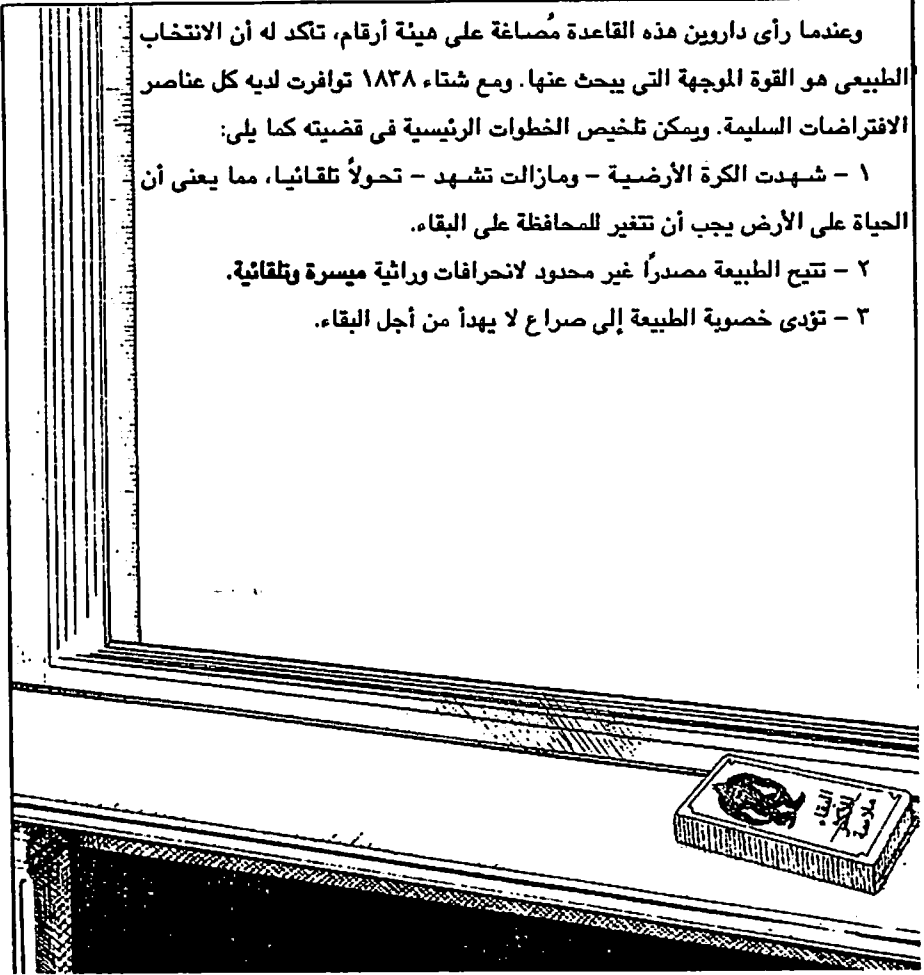 وعندما رأى داروين هذه القاعدة مُصاغة على هيئة أرقام، تأكد له أن الانتخاب
الطبيعى هو القوة الموجهة التى يبحث عنها. ومع شتاء ١٨٣٨ توافرت لديه كل عناصر
الافتراضات السليمة. ويمكن تلخيص الخطوات الرئيسية فى قضيته كما يلى:
١ – شهدت الكرة الأرضية – ومازالت تشهد – تحولاً تلقائيا، مما يعنى أن
الحياة على الأرض يجب أن تتغير للمحافظة على البقاء.
٢ – تتيح الطبيعة مصدرًا غير محدود لانحرافات وراثية ميسرة وتلقائية.
٣ – تؤدى خصوبة الطبيعة إلى صراع لا يهدأ من أجل البقاء.
البقاء
للأكثر
ملاءمة